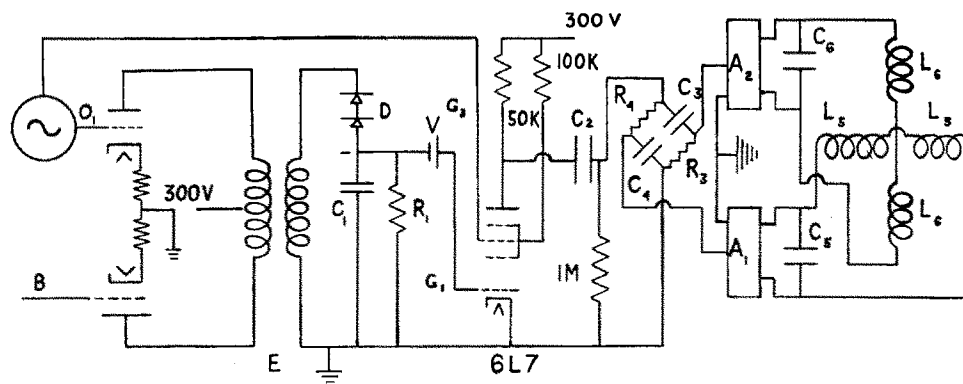 300 V
O₁
D
V
G₃
100K
50K
C₂
R₄
C₃
A₂
C₆
L₆
L₅
L₅
300V
C₁
R₁
C₄
R₃
B
G₁
1M
A₁
C₅
L₆
E
6L7